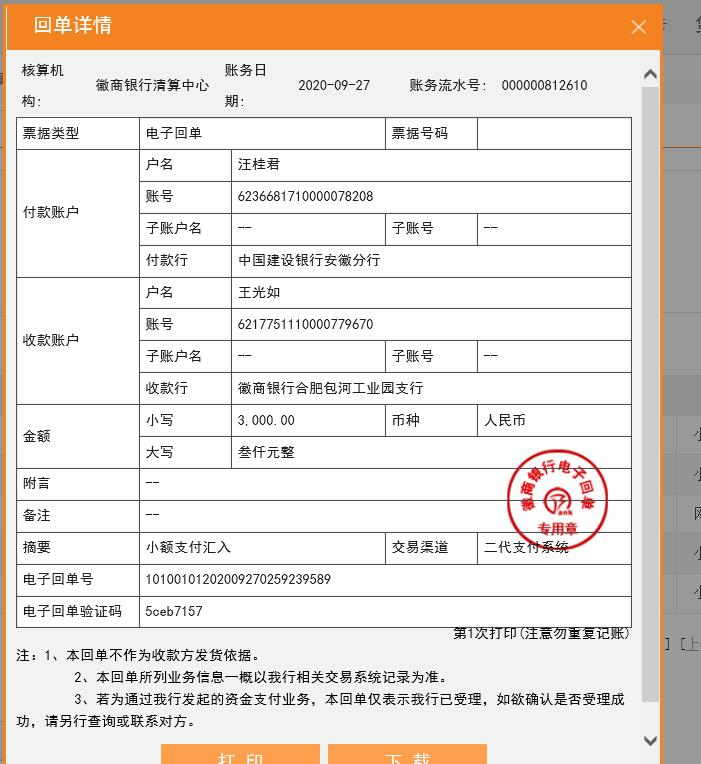 回单详情
核算机构: 徽商银行清算中心 账务日期: 2020-09-27 账务流水号: 000000812610
票据类型 电子回单 票据号码
付款账户
户名 汪桂君
账号 6236681710000078208
子账户名 -- 子账号 --
付款行 中国建设银行安徽分行
收款账户
户名 王光如
账号 6217751110000779670
子账户名 -- 子账号 --
收款行 徽商银行合肥包河工业园支行
金额
小写 3,000.00 币种 人民币
大写 叁仟元整
附言 --
备注 --
徽商银行电子回单
Bank
专用章
摘要 小额支付汇入 交易渠道 二代支付系统
电子回单号 10100101202009270259239589
电子回单验证码 5ceb7157
第1次打印(注意勿重复记账)
注: 1、本回单不作为收款方发货依据。
2、本回单所列业务信息一概以我行相关交易系统记录为准。
3、若为通过我行发起的资金支付业务，本回单仅表示我行已受理，如欲确认是否受理成
功，请另行查询或联系对方。
打 印 下 载